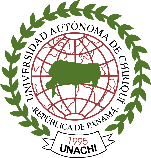 UNIVERSIDAD AUTÓNOMA DE CHIRIQUÍ
REPÚBLICA DE PANAMÁ
1995
UNACHI